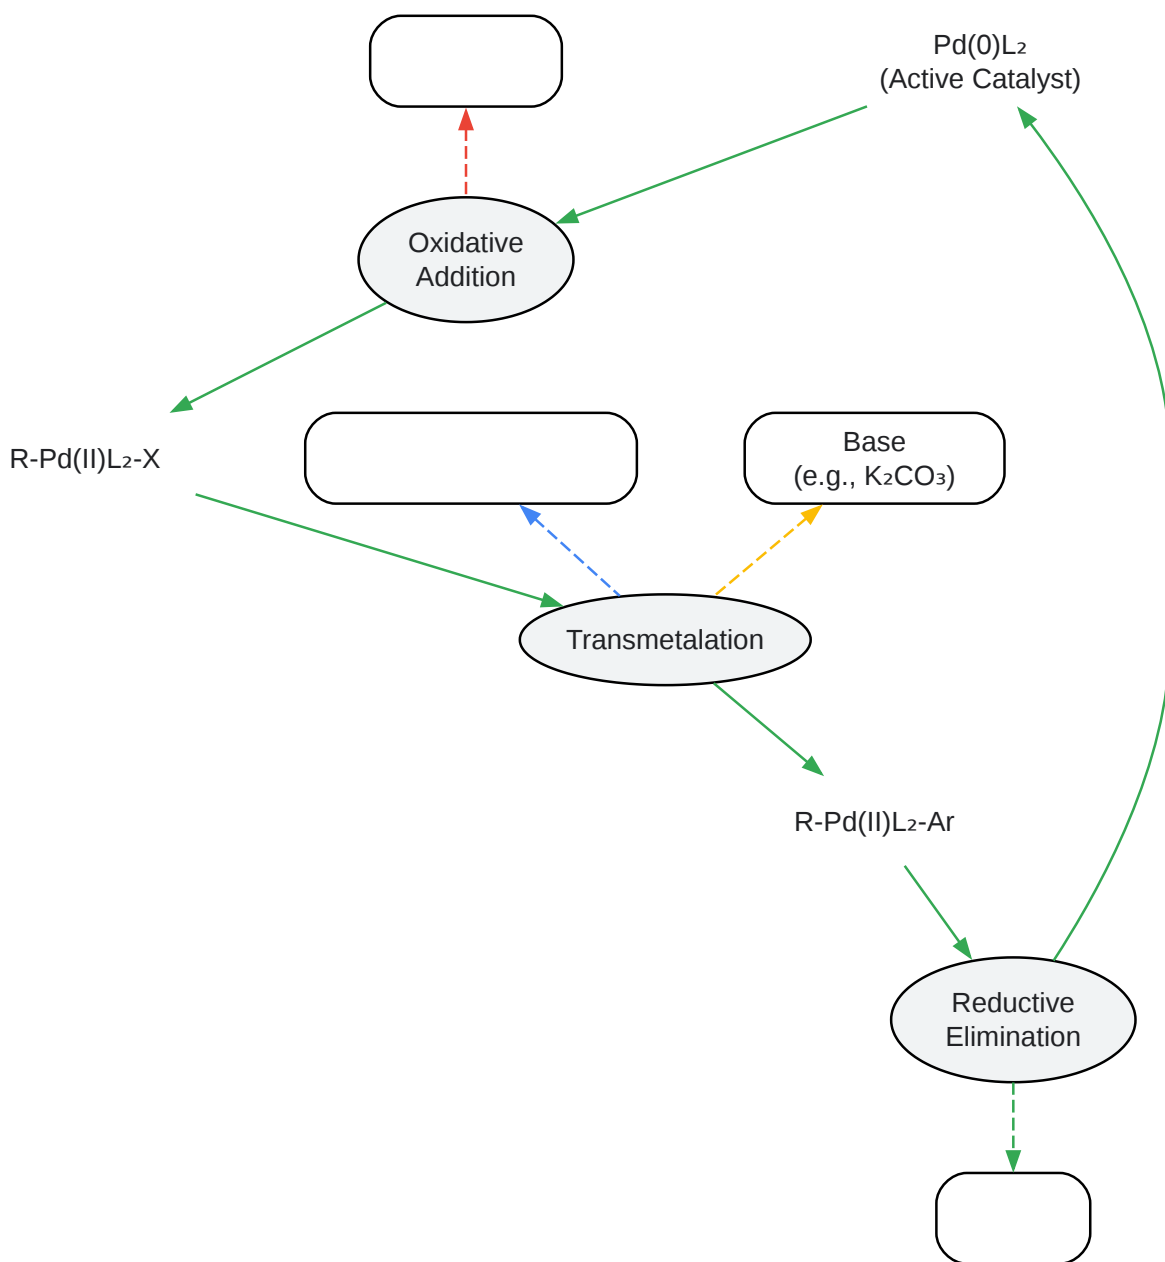 Pd(0)L₂
(Active Catalyst)
Oxidative
Addition
R-Pd(II)L₂-X
Base
(e.g., K₂CO₃)
Transmetalation
R-Pd(II)L₂-Ar
Reductive
Elimination